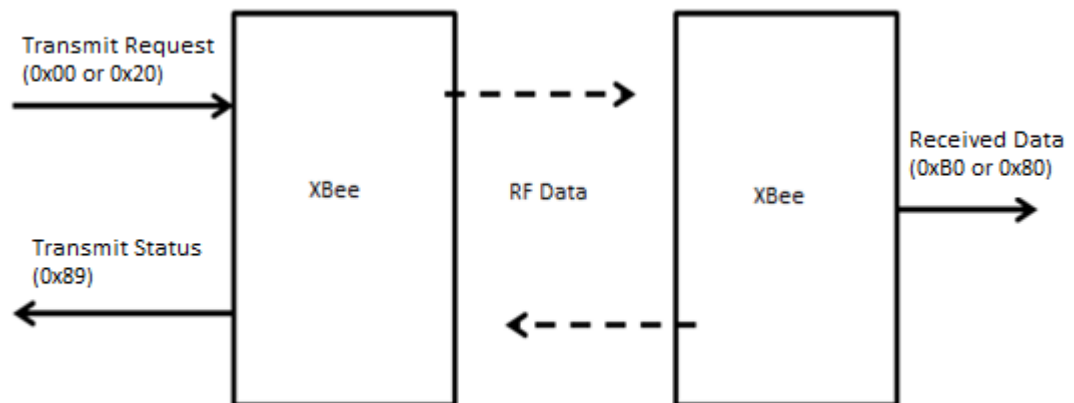 Transmit Request
(0x00 or 0x20)
XBee
RF Data
XBee
Received Data
(0xB0 or 0x80)
Transmit Status
(0x89)